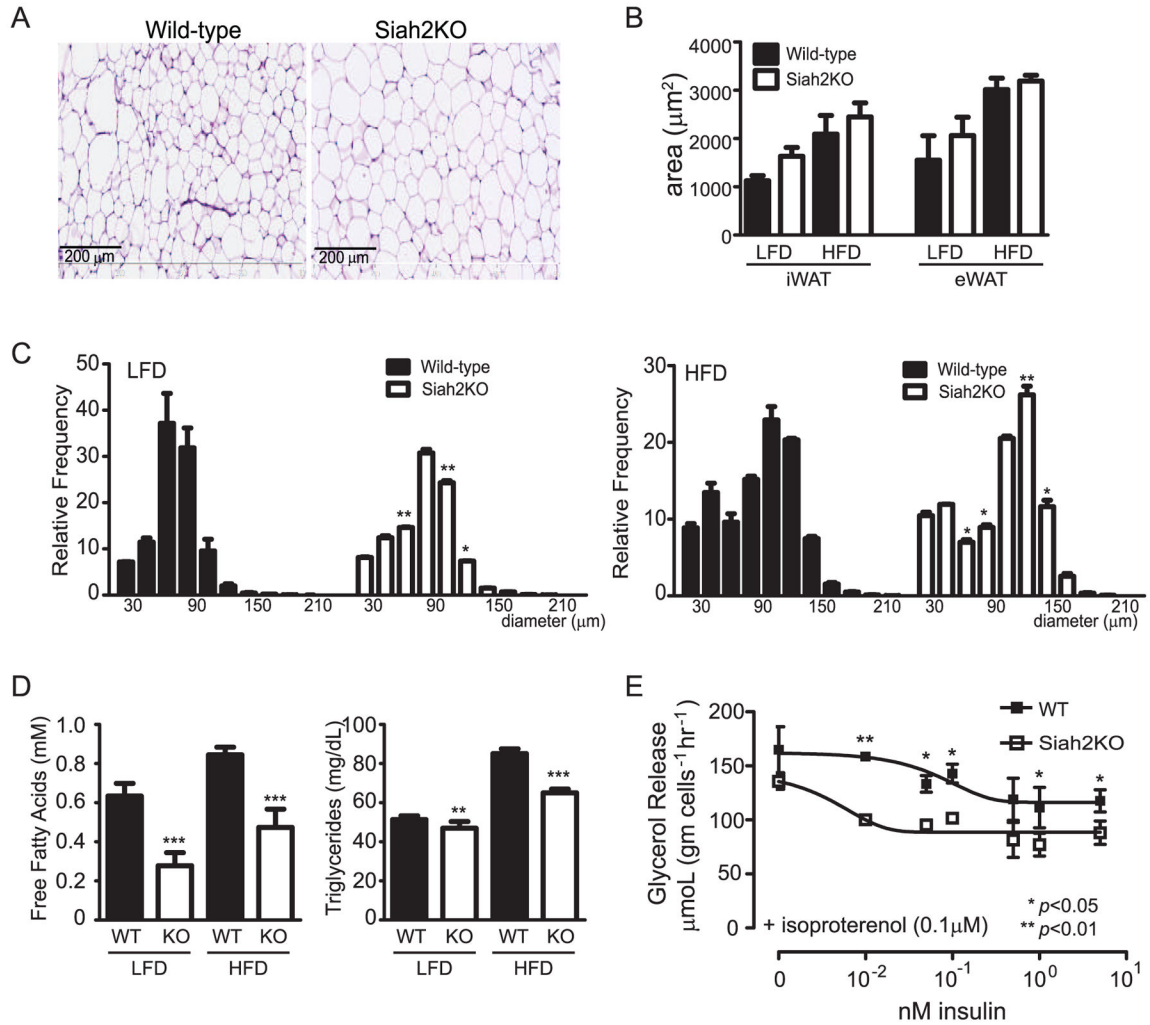 A
Wild-type
Siah2KO
200 μm
200 μm
B
Wild-type
Siah2KO
area (μm²)
4000
3000
2000
1000
0
LFD HFD LFD HFD
iWAT eWAT
C
LFD
Wild-type
Siah2KO
Relative Frequency
50
40
30
20
10
0
** ** *
30 90 150 210 30 90 150 210
diameter (μm)
HFD
Wild-type
Siah2KO
Relative Frequency
30
20
10
0
* * ** *
30 90 150 210 30 90 150 210
diameter (μm)
D
Free Fatty Acids (mM)
1.0
0.8
0.6
0.4
0.2
0
*** ***
WT KO WT KO
LFD HFD
Triglycerides (mg/dL)
100
80
60
40
20
0
** ***
WT KO WT KO
LFD HFD
E
WT
Siah2KO
Glycerol Release
μmoL (gm cells⁻¹hr⁻¹)
200
150
100
50
0
** * * * *
+ isoproterenol (0.1μM)
* p<0.05
** p<0.01
0 10⁻² 10⁻¹ 10⁰ 10¹
nM insulin